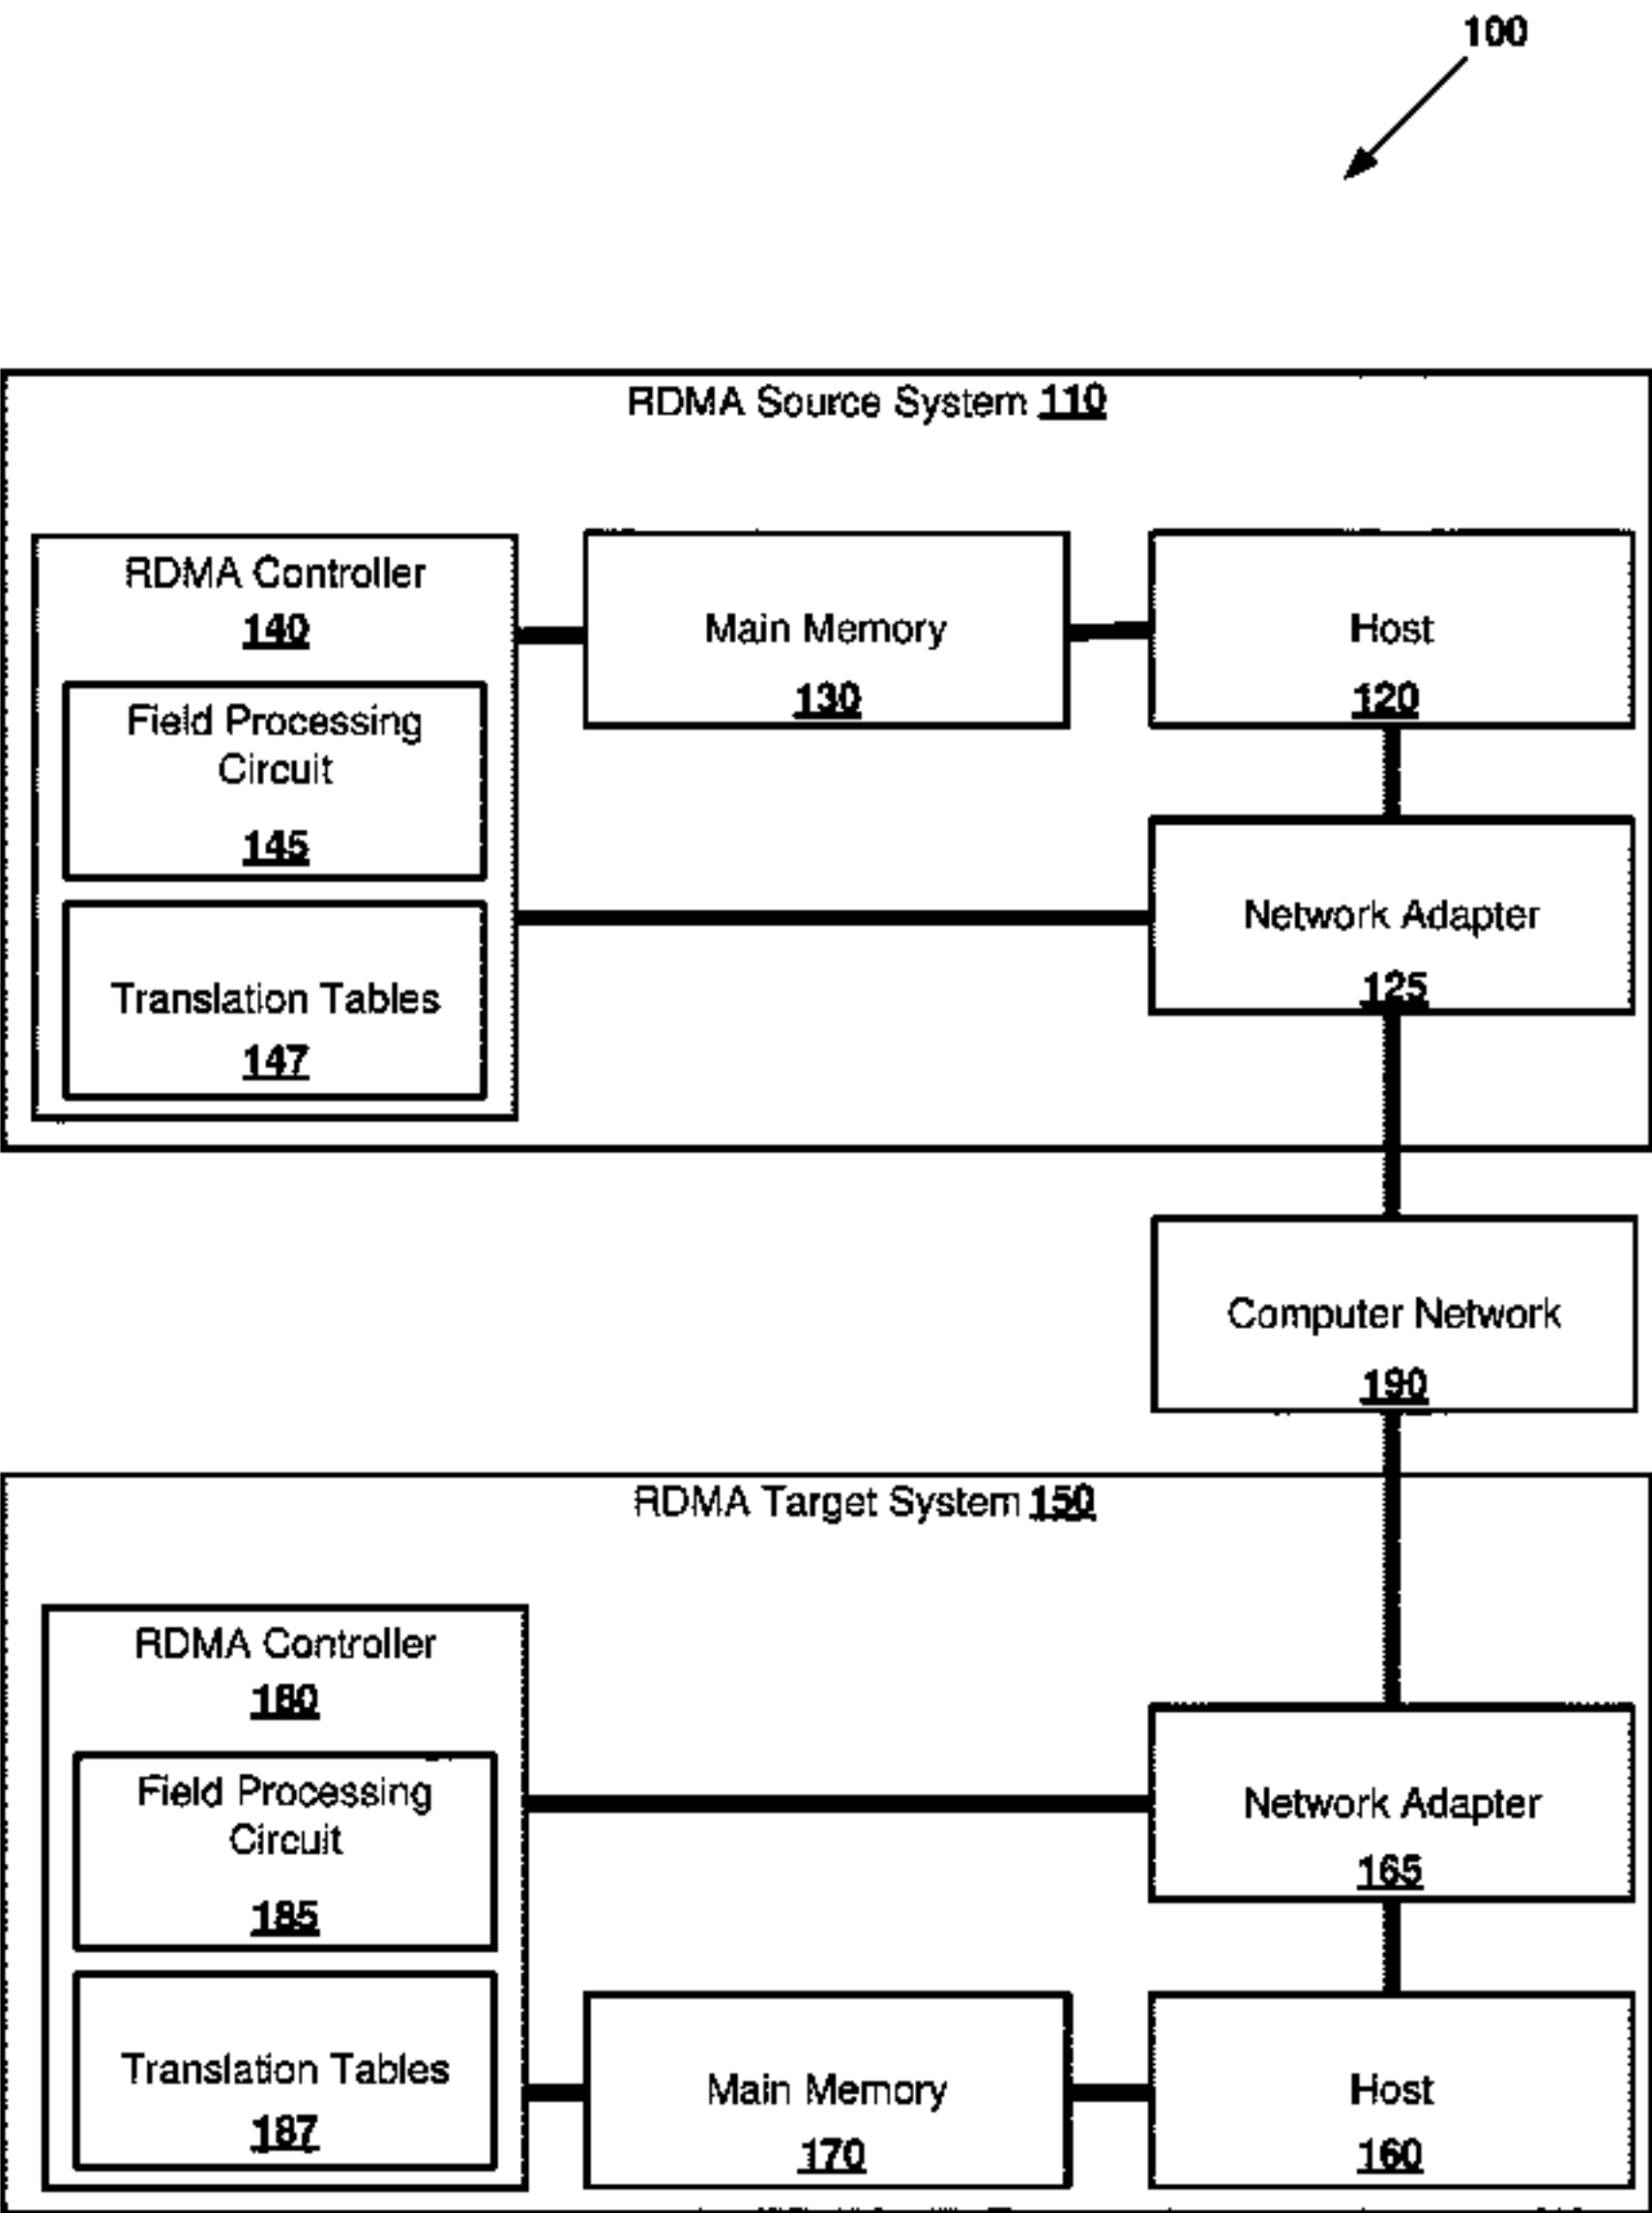 100
RDMA Source System 110
RDMA Controller
140
Field Processing
Circuit
145
Translation Tables
147
Main Memory
130
Host
120
Network Adapter
125
Computer Network
190
RDMA Target System 150
RDMA Controller
180
Field Processing
Circuit
185
Translation Tables
187
Network Adapter
165
Main Memory
170
Host
160